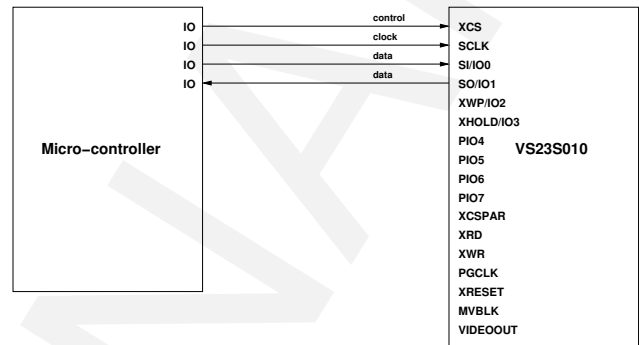 control
IO XCS
clock
IO SCLK
data
IO SI/IO0
data
IO SO/IO1
XWP/IO2
XHOLD/IO3
PIO4
Micro-controller VS23S010
PIO5
PIO6
PIO7
XCSPAR
XRD
XWR
PGCLK
XRESET
MVBLK
VIDEOOUT